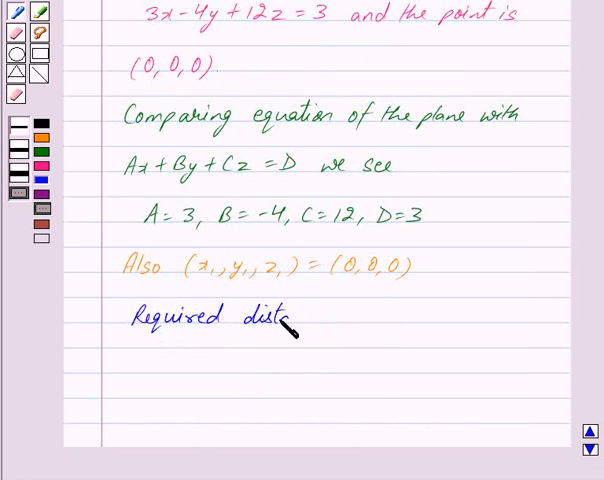 3x - 4y + 12z = 3 and the point is
(0, 0, 0)
Comparing equation of the plane with
Ax + By + Cz = D we see
A = 3, B = -4, C = 12, D = 3
Also (x₁, y₁, z₁) = (0, 0, 0)
Required dista